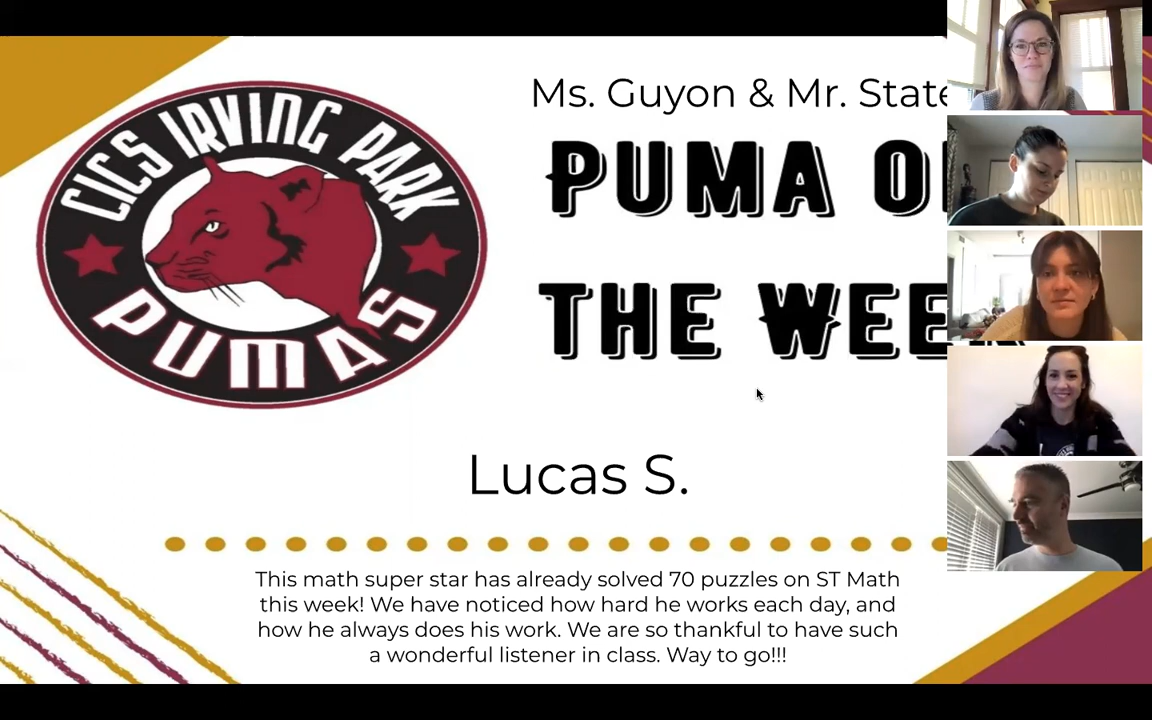 CICS IRVING PARK
PUMAS
Ms. Guyon & Mr. State
PUMA O
THE WEEK
Lucas S.
This math super star has already solved 70 puzzles on ST Math
this week! We have noticed how hard he works each day, and
how he always does his work. We are so thankful to have such
a wonderful listener in class. Way to go!!!